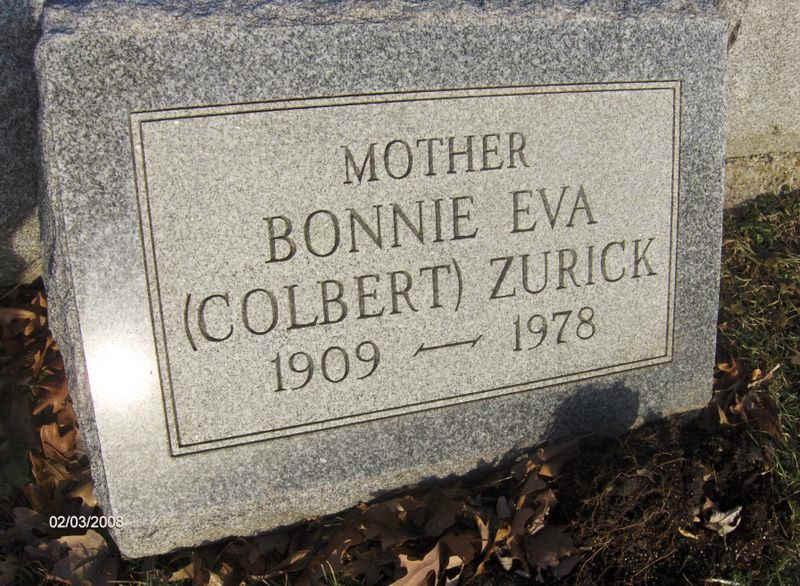 MOTHER
BONNIE EVA
(COLBERT) ZURICK
1909 — 1978
02/03/2008